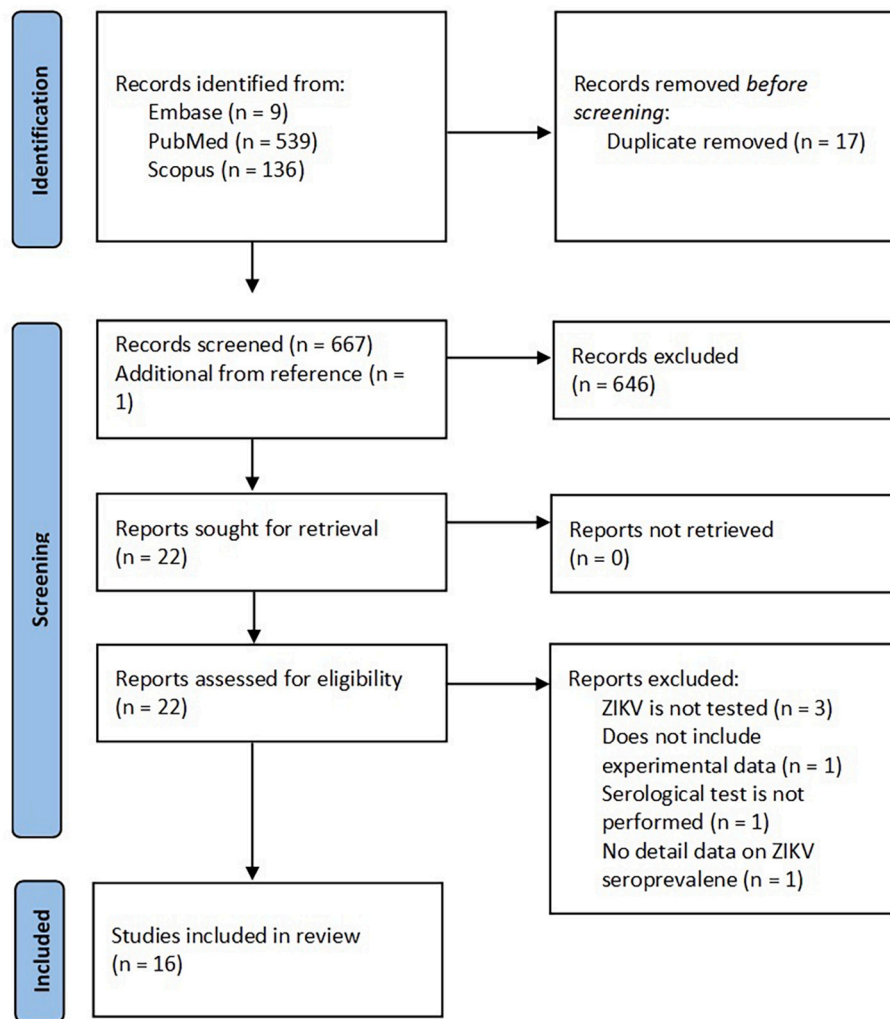 Identification
Records identified from:
Embase (n = 9)
PubMed (n = 539)
Scopus (n = 136)
Records removed before
screening:
Duplicate removed (n = 17)
Screening
Records screened (n = 667)
Additional from reference (n =
1)
Records excluded
(n = 646)
Reports sought for retrieval
(n = 22)
Reports not retrieved
(n = 0)
Reports assessed for eligibility
(n = 22)
Reports excluded:
ZIKV is not tested (n = 3)
Does not include
experimental data (n = 1)
Serological test is not
performed (n = 1)
No detail data on ZIKV
seroprevalene (n = 1)
Included
Studies included in review
(n = 16)